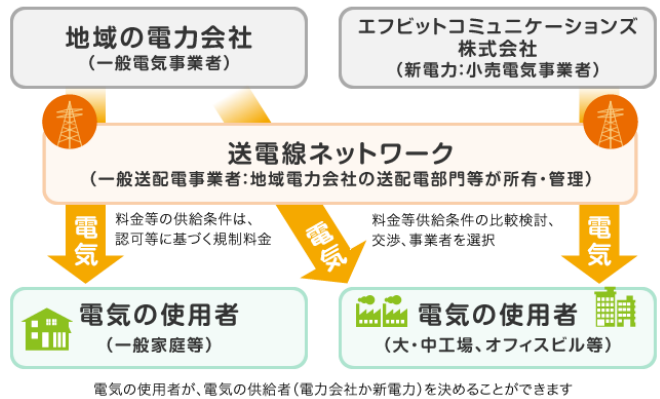 地域の電力会社
（一般電気事業者）
エフビットコミュニケーションズ
株式会社
（新電力：小売電気事業者）
送電線ネットワーク
（一般送配電事業者：地域電力会社の送配電部門等が所有・管理）
電気
料金等の供給条件は、
認可等に基づく規制料金
電気
料金等供給条件の比較検討、
交渉、事業者を選択
電気
電気の使用者
（一般家庭等）
電気の使用者
（大・中工場、オフィスビル等）
電気の使用者が、電気の供給者（電力会社か新電力）を決めることができます